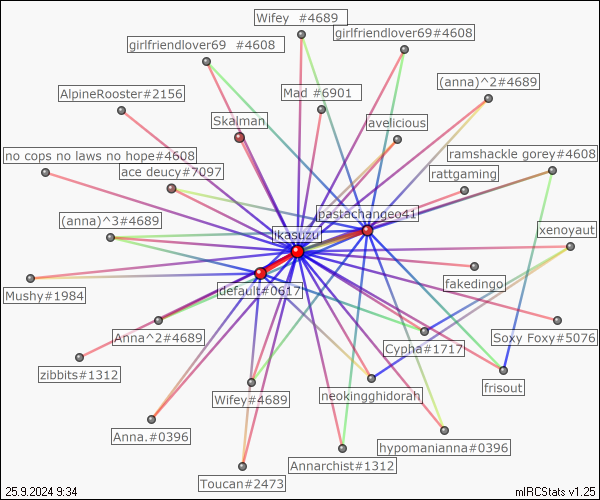 Wifey  #4689
girlfriendlover69  #4608
girlfriendlover69#4608
(anna)^2#4689
AlpineRooster#2156
Mad #6901
Skalman
avelicious
no cops no laws no hope#4608
ramshackle gorey#4608
ace deucy#7097
rattgaming
(anna)^3#4689
pastachangeo41
jkasuzu
xenoyaut
fakedingo
default#0617
Mushy#1984
Anna^2#4689
Soxy Foxy#5076
Cypha#1717
zibbits#1312
frisout
Wifey#4689
neokingghidorah
Anna.#0396
hypomanianna#0396
Annarchist#1312
Toucan#2473
25.9.2024 9:34
mIRCStats v1.25